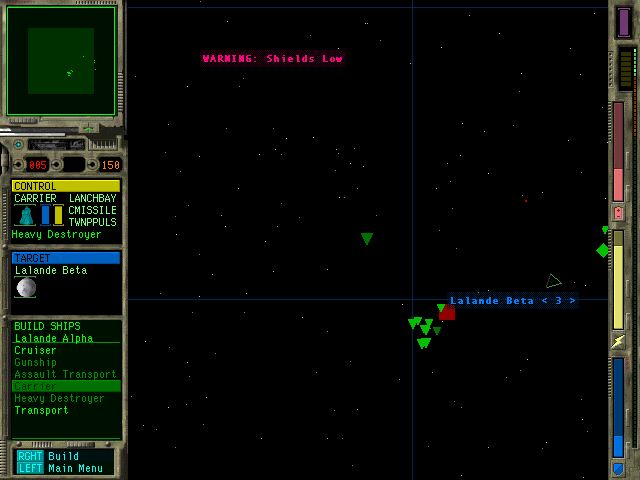 WARNING: Shields Low
005 150
CONTROL
CARRIER LANCHBAY
CMISSILE
TWNPPULS
Heavy Destroyer
TARGET
Lalande Beta
Lalande Beta < 3 >
BUILD SHIPS
Lalande Alpha
Cruiser
Gunship
Assault Transport
Carrier
Heavy Destroyer
Transport
RGHT Build
LEFT Main Menu